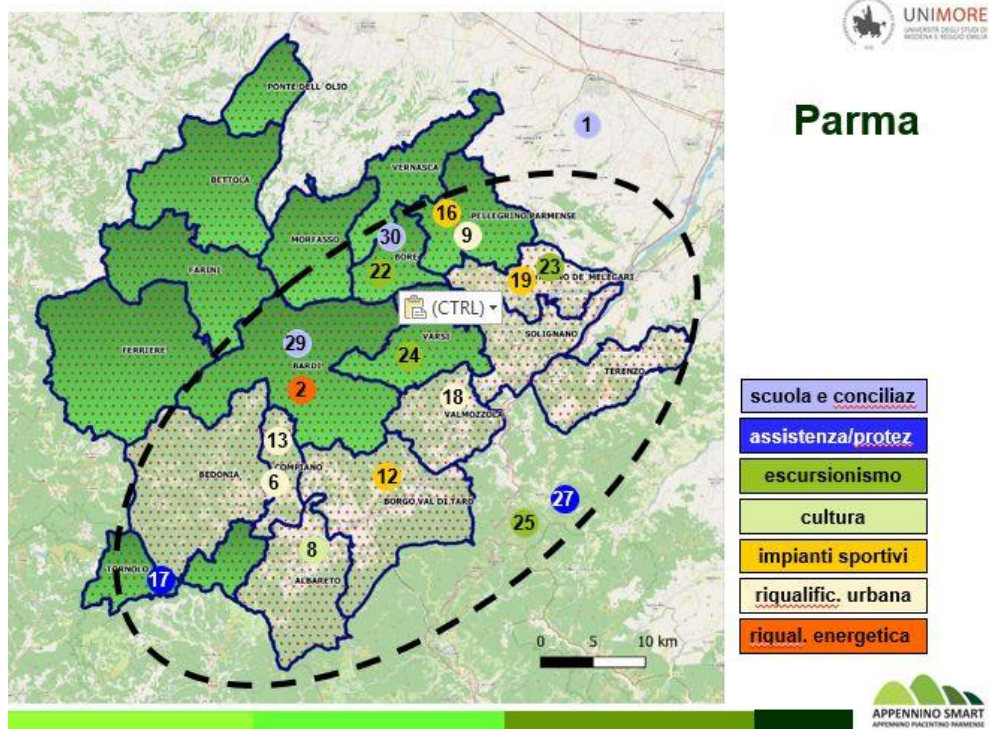 UNIMORE
UNIVERSITÀ DEGLI STUDI DI
MODENA E REGGIO EMILIA
Parma
PONTE DELL' OLIO
1
BETTOLA
VERNASCA
16
PELLEGRINO PARMENSE
9
MORFASSO
30
BORE
FARINI
22
23
19
NO DE' MELEGARI
(CTRL)
SOLIGNANO
29
VARSI
FERRIERE
24
BARDI
TERENZO
2
18
VALMOZZOLA
13
BEDONIA
COMPIANO
12
6
BORGO VAL DI TARO
27
25
8
TORNOLO
17
ALBARETO
0 5 10 km
scuola e conciliaz
assistenza/protez
escursionismo
cultura
impianti sportivi
riqualific. urbana
riqual. energetica
APPENNINO SMART
APPENNINO PIACENTINO PARMENSE